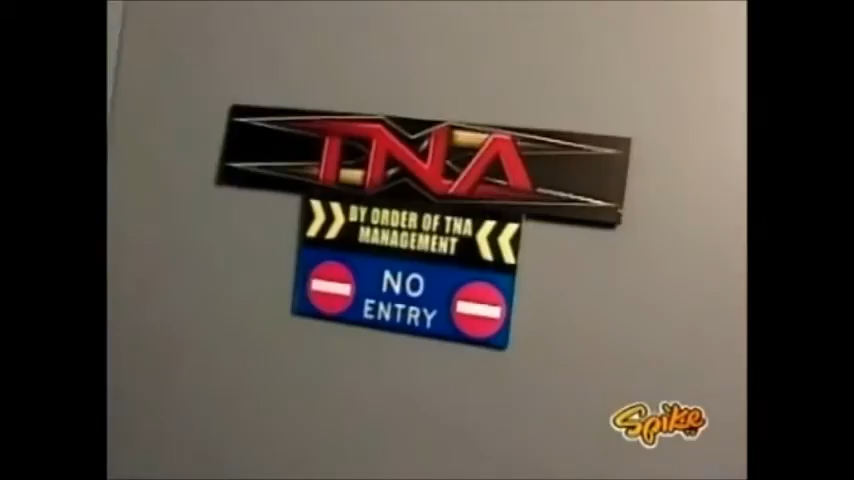 TNA
BY ORDER OF TNA
MANAGEMENT
NO
ENTRY
Spike